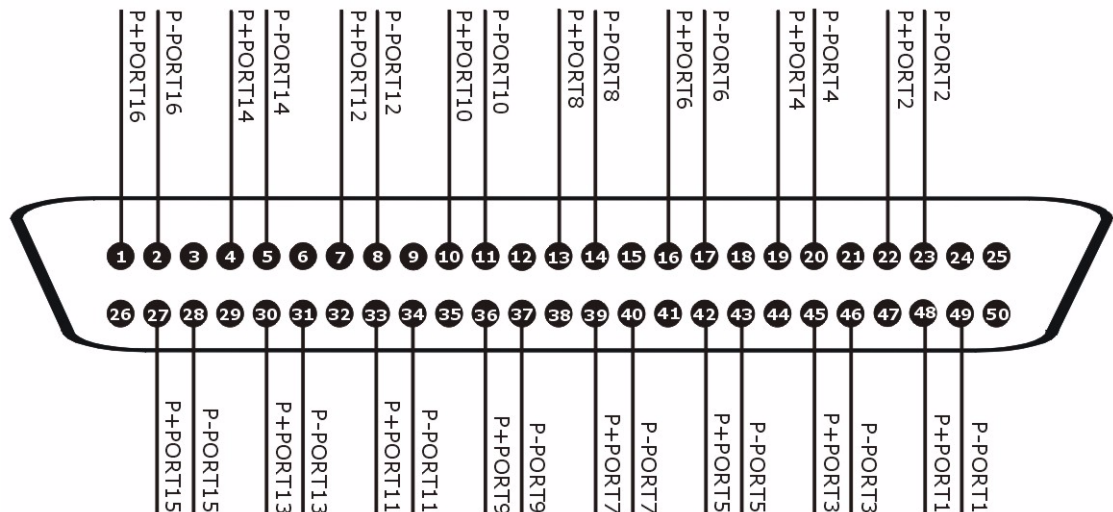 P+PORT16
P-PORT16
P+PORT14
P-PORT14
P+PORT12
P-PORT12
P+PORT10
P-PORT10
P+PORT8
P-PORT8
P+PORT6
P-PORT6
P+PORT4
P-PORT4
P+PORT2
P-PORT2
1 2 3 4 5 6 7 8 9 10 11 12 13 14 15 16 17 18 19 20 21 22 23 24 25
26 27 28 29 30 31 32 33 34 35 36 37 38 39 40 41 42 43 44 45 46 47 48 49 50
P+PORT15
P-PORT15
P+PORT13
P-PORT13
P+PORT11
P-PORT11
P+PORT9
P-PORT9
P+PORT7
P-PORT7
P+PORT5
P-PORT5
P+PORT3
P-PORT3
P+PORT1
P-PORT1